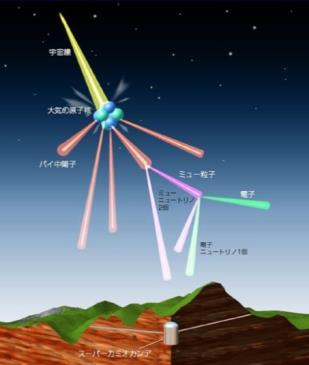 宇宙線
大気の原子核
パイ中間子
ミュー粒子
ミュー
ニュートリノ
2個
電子
電子
ニュートリノ1個
スーパーカミオカンデ